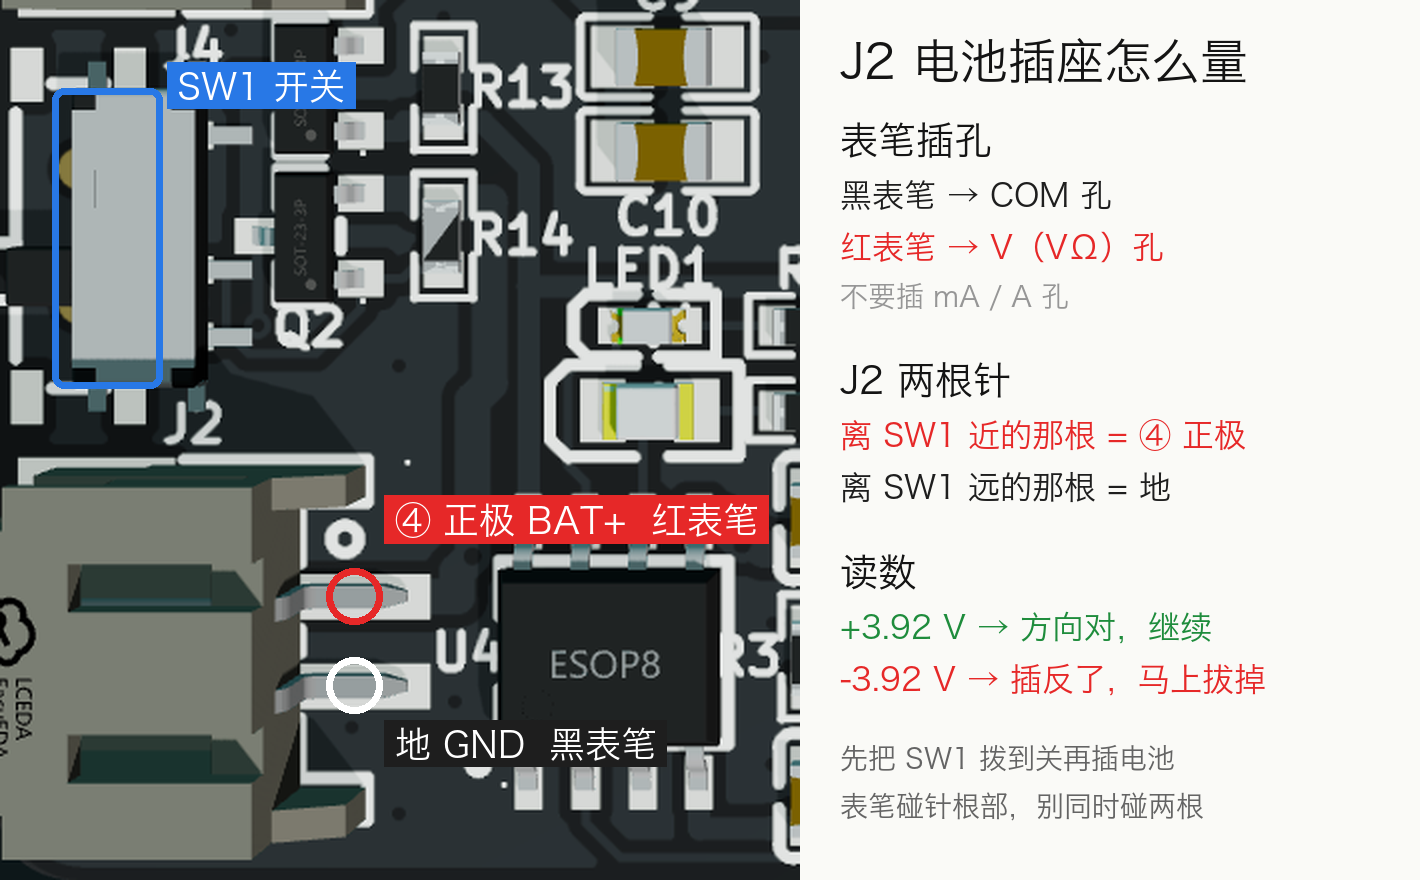 J4
SW1 开关
R13
C10
R14
LED1
Q2
SOT-23-3P
J2
④ 正极 BAT+ 红表笔
U4
ESOP8
R3
地 GND 黑表笔
LCEDA
J2 电池插座怎么量
表笔插孔
黑表笔 → COM 孔
红表笔 → V（VΩ）孔
不要插 mA / A 孔
J2 两根针
离 SW1 近的那根 = ④ 正极
离 SW1 远的那根 = 地
读数
+3.92 V → 方向对，继续
-3.92 V → 插反了，马上拔掉
先把 SW1 拨到关再插电池
表笔碰针根部，别同时碰两根